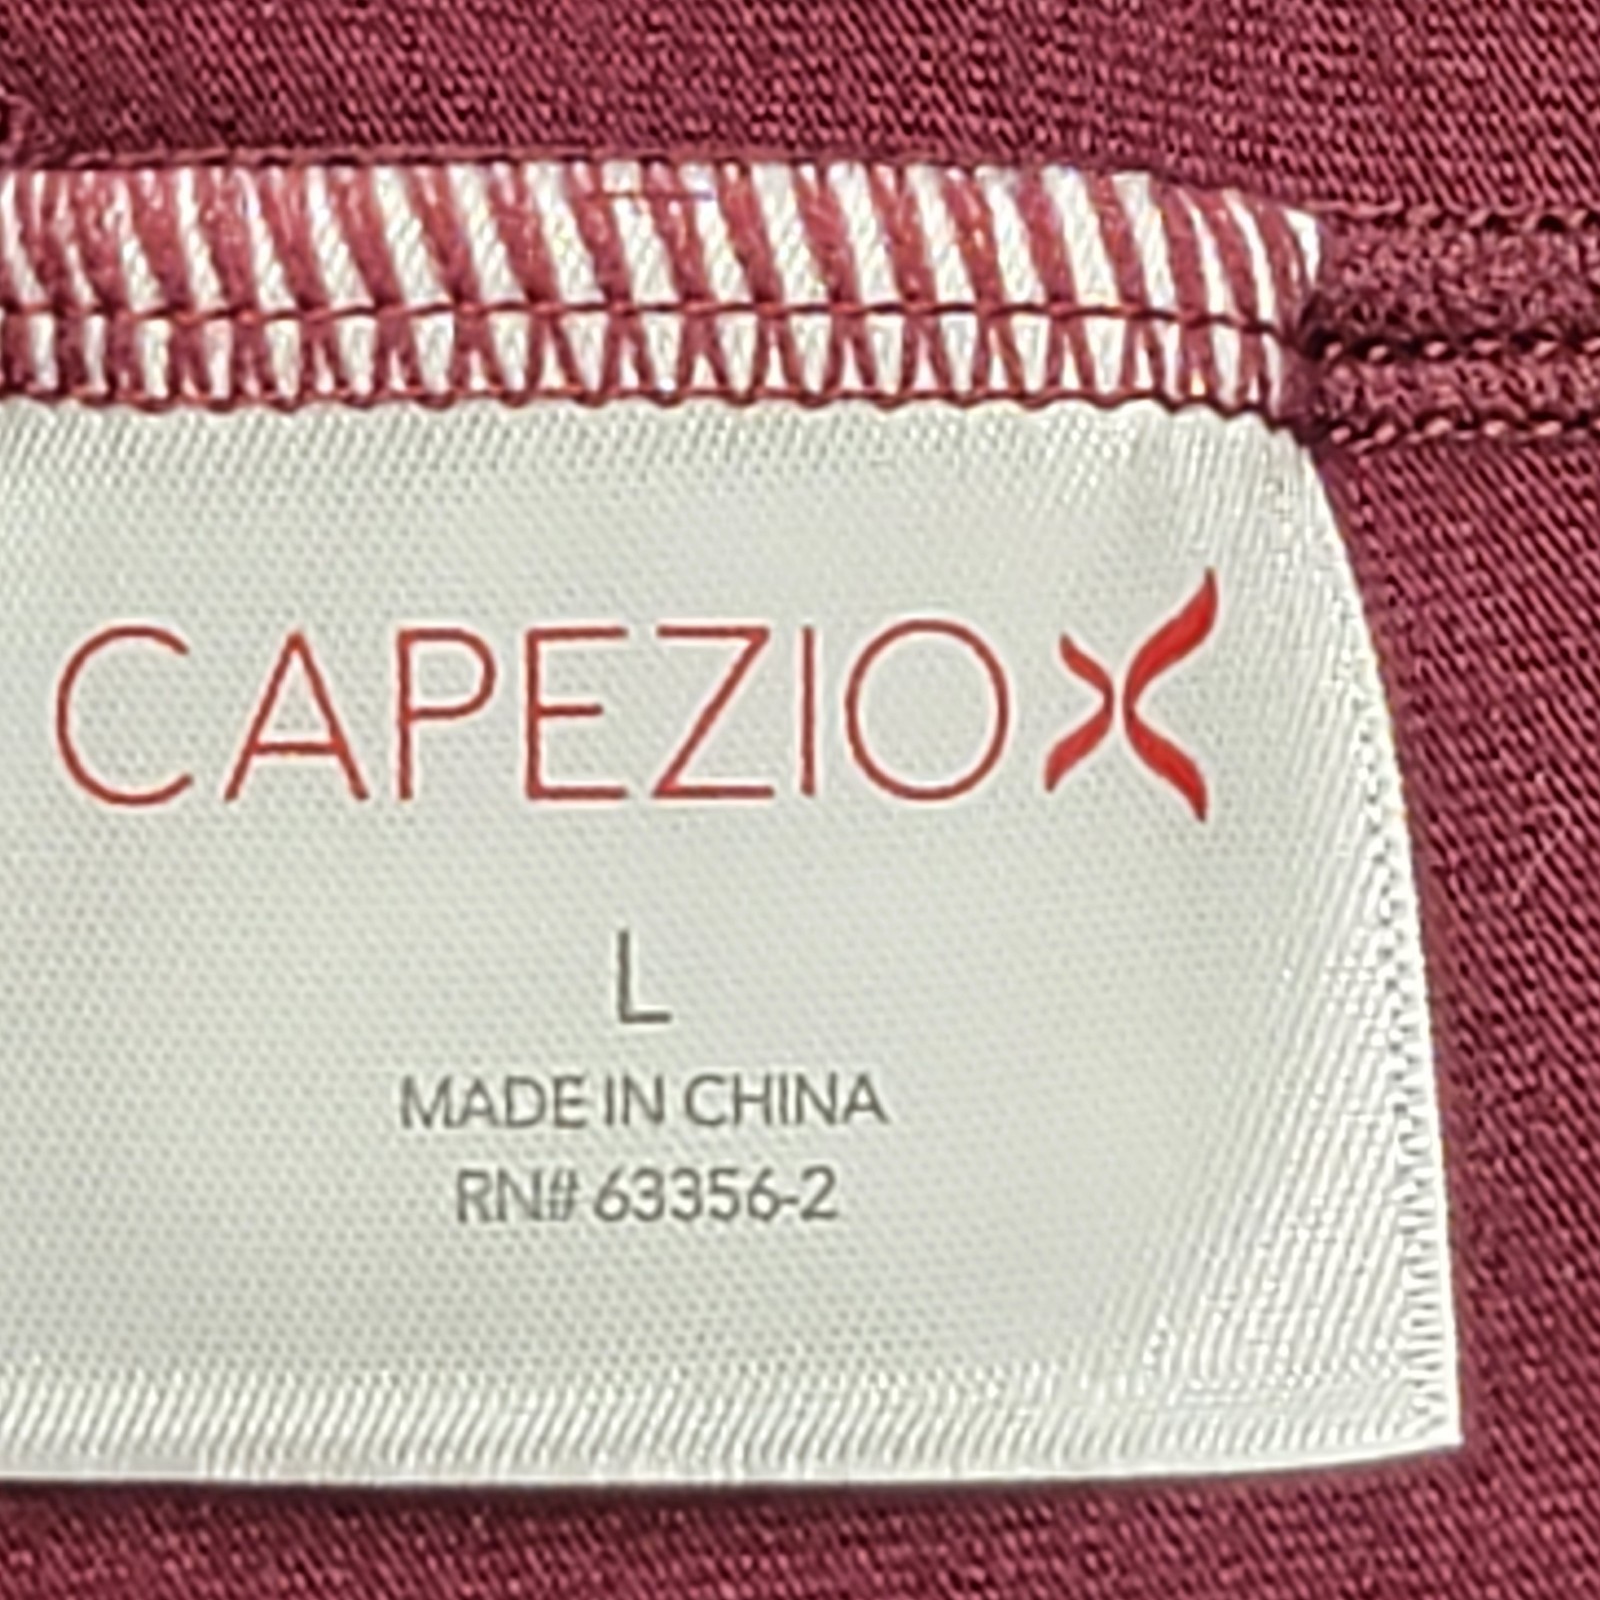 CAPEZIO
L
MADE IN CHINA
RN# 63356-2